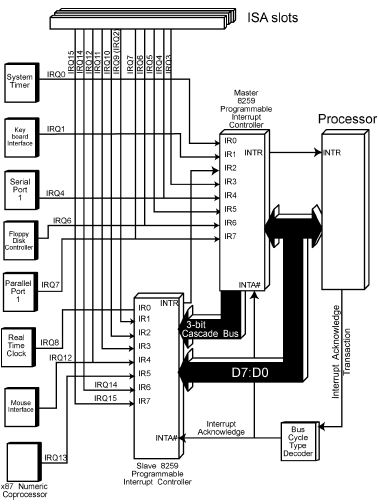 ISA slots
IRQ15
IRQ14
IRQ12
IRQ11
IRQ10
IRQ9 (IRQ2)
IRQ7
IRQ6
IRQ5
IRQ4
IRQ3
System
Timer
IRQ0
Key
board
Interface
IRQ1
Serial
Port
1
IRQ4
Floppy
Disk
Controller
IRQ6
Parallel
Port
1
IRQ7
Real
Time
Clock
IRQ8
Mouse
Interface
IRQ12
x87 Numeric
Coprocessor
IRQ13
Master
8259
Programmable
Interrupt
Controller
IR0
IR1
INTR
IR2
IR3
IR4
IR5
IR6
IR7
INTA#
Processor
INTR
3-bit
Cascade Bus
D7:D0
INTR
IR0
IR1
IR2
IR3
IR4
IR5
IR6
IR7
INTA#
IRQ14
IRQ15
Slave 8259
Programmable
Interrupt Controller
Interrupt
Acknowledge
Bus
Cycle
Type
Decoder
Interrupt Acknowledge
Transaction